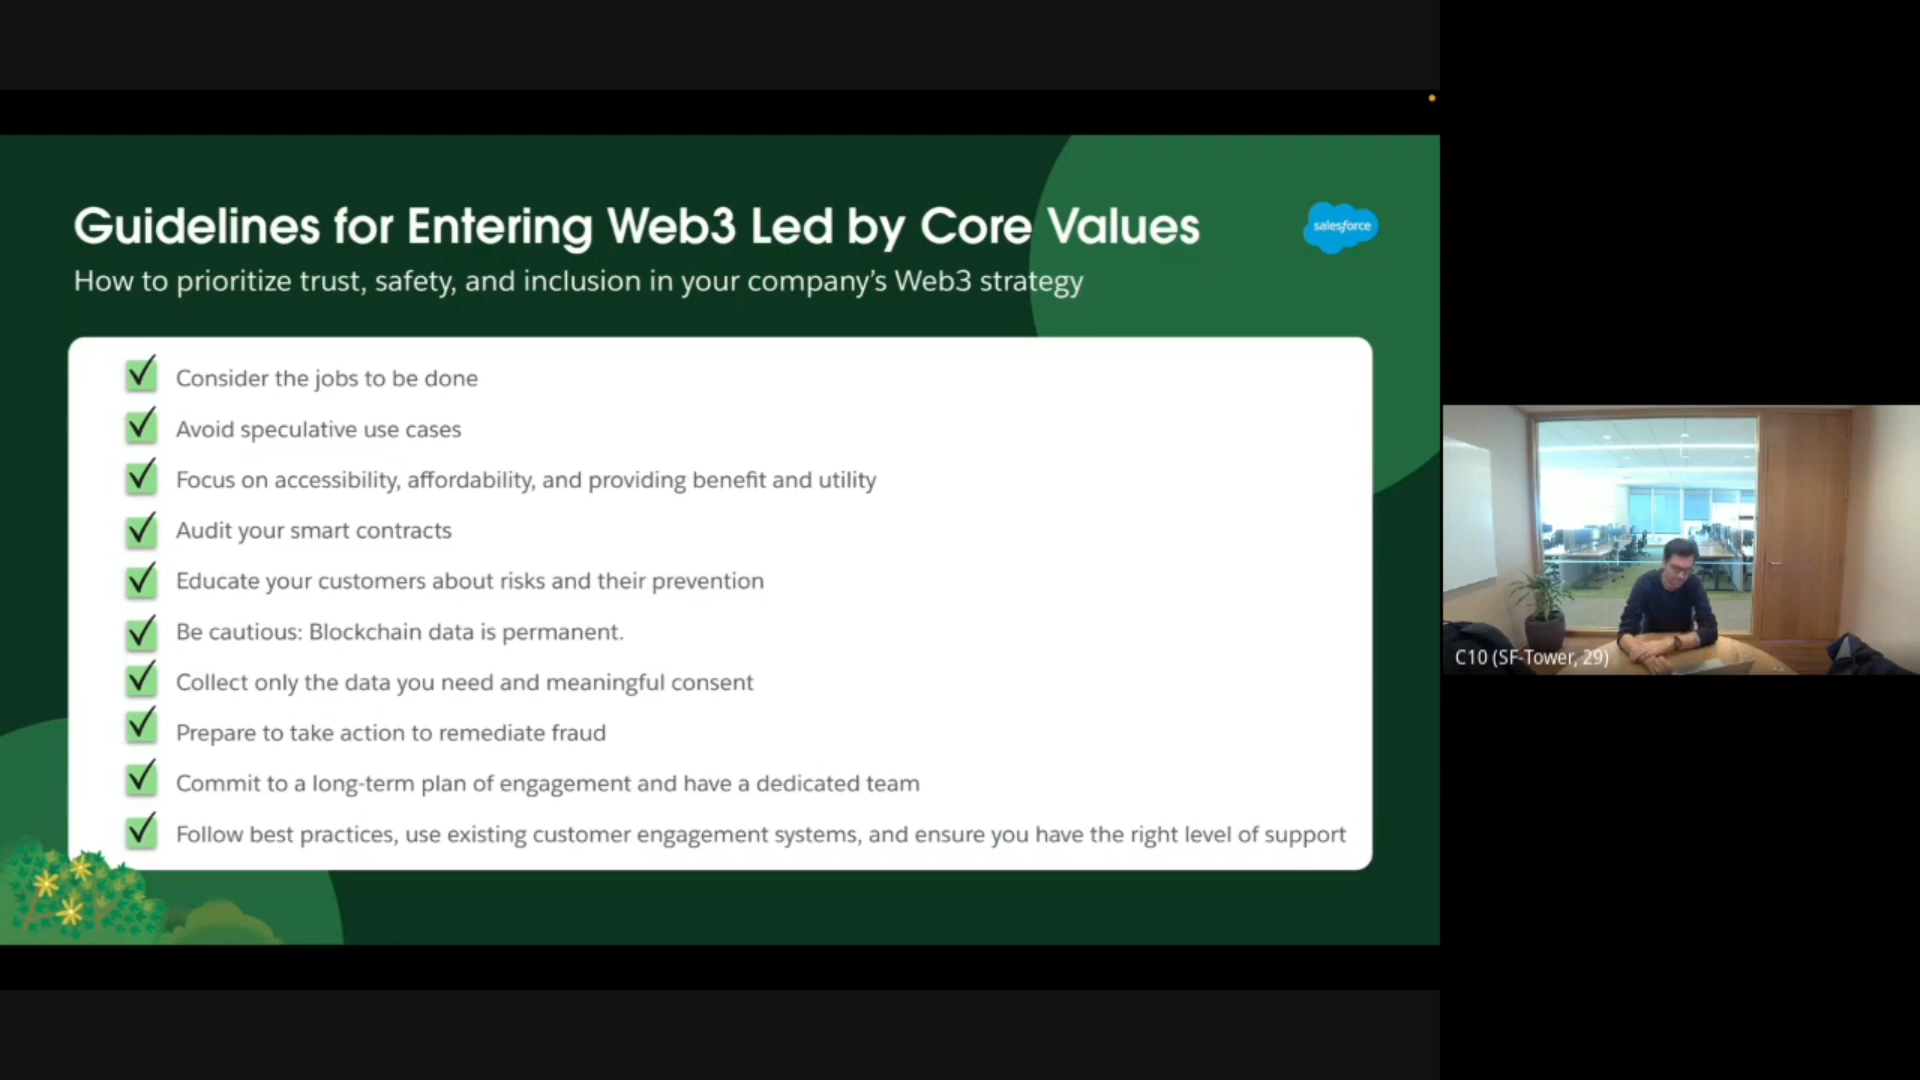 Guidelines for Entering Web3 Led by Core Values
salesforce
How to prioritize trust, safety, and inclusion in your company's Web3 strategy
Consider the jobs to be done
Avoid speculative use cases
Focus on accessibility, affordability, and providing benefit and utility
Audit your smart contracts
Educate your customers about risks and their prevention
Be cautious: Blockchain data is permanent.
Collect only the data you need and meaningful consent
Prepare to take action to remediate fraud
Commit to a long-term plan of engagement and have a dedicated team
Follow best practices, use existing customer engagement systems, and ensure you have the right level of support
C10 (SF-Tower, 29)